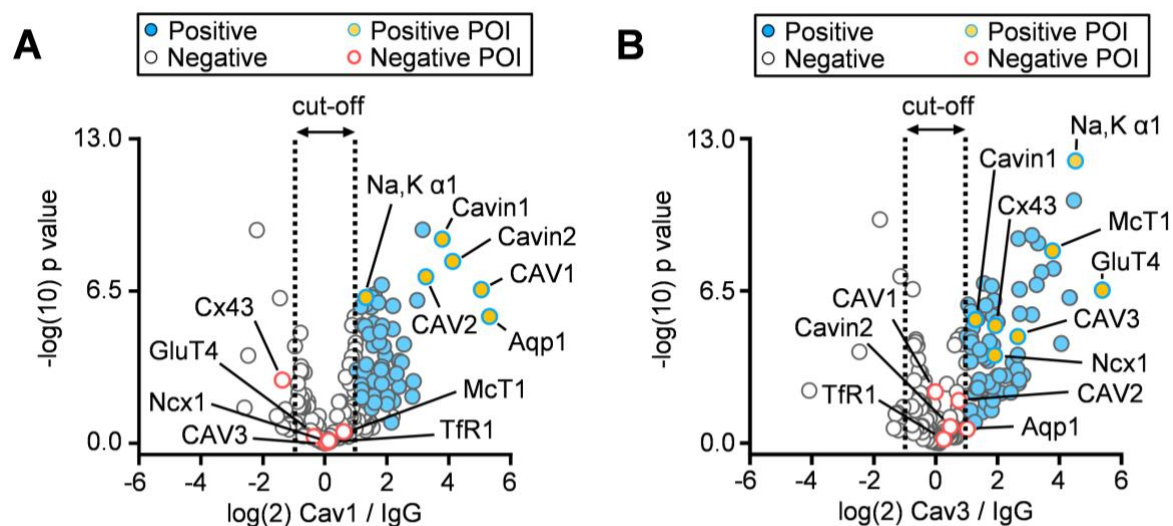 A
Positive
Positive POI
Negative
Negative POI
cut-off
13.0
6.5
0.0
-log(10) p value
Na,K α1
Cavin1
Cavin2
CAV1
CAV2
Aqp1
Cx43
GluT4
Ncx1
CAV3
McT1
TfR1
-6
-4
-2
0
2
4
6
log(2) Cav1 / IgG
B
Positive
Positive POI
Negative
Negative POI
cut-off
13.0
6.5
0.0
-log(10) p value
Na,K α1
Cavin1
Cx43
McT1
GluT4
CAV1
Cavin2
TfR1
CAV3
Ncx1
CAV2
Aqp1
-6
-4
-2
0
2
4
6
log(2) Cav3 / IgG